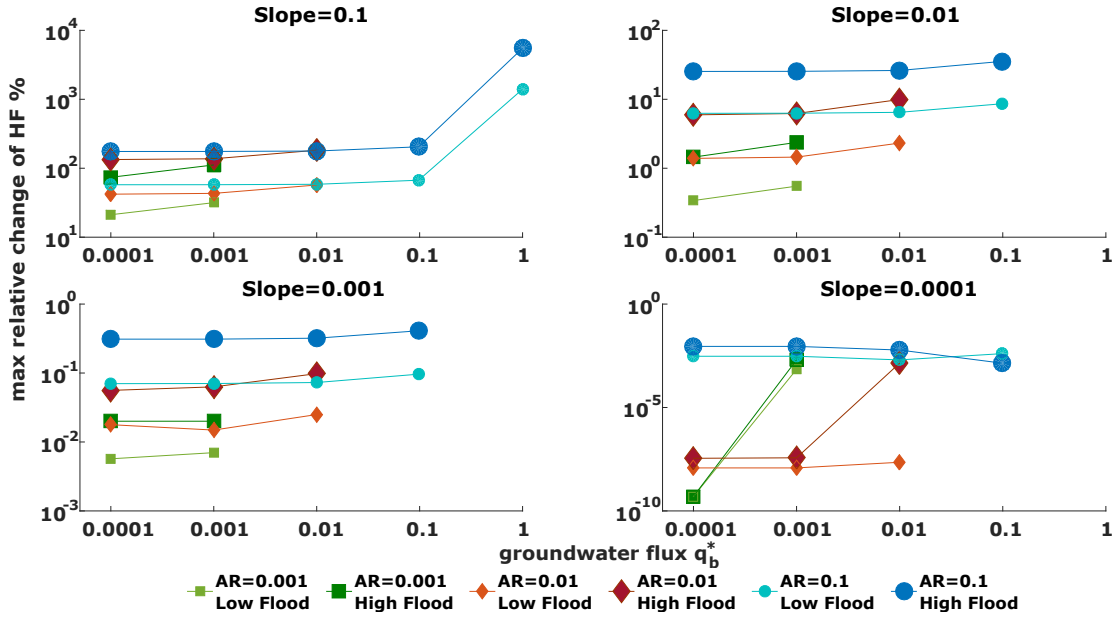 Slope=0.1
Slope=0.01
10^4
10^3
10^2
10^1
0.0001 0.001 0.01 0.1 1
10^2
10^1
10^0
10^-1
0.0001 0.001 0.01 0.1 1
max relative change of HF %
Slope=0.001
Slope=0.0001
10^0
10^-1
10^-2
10^-3
0.0001 0.001 0.01 0.1 1
10^0
10^-5
10^-10
0.0001 0.001 0.01 0.1 1
groundwater flux q_b^*
AR=0.001
Low Flood
AR=0.001
High Flood
AR=0.01
Low Flood
AR=0.01
High Flood
AR=0.1
Low Flood
AR=0.1
High Flood